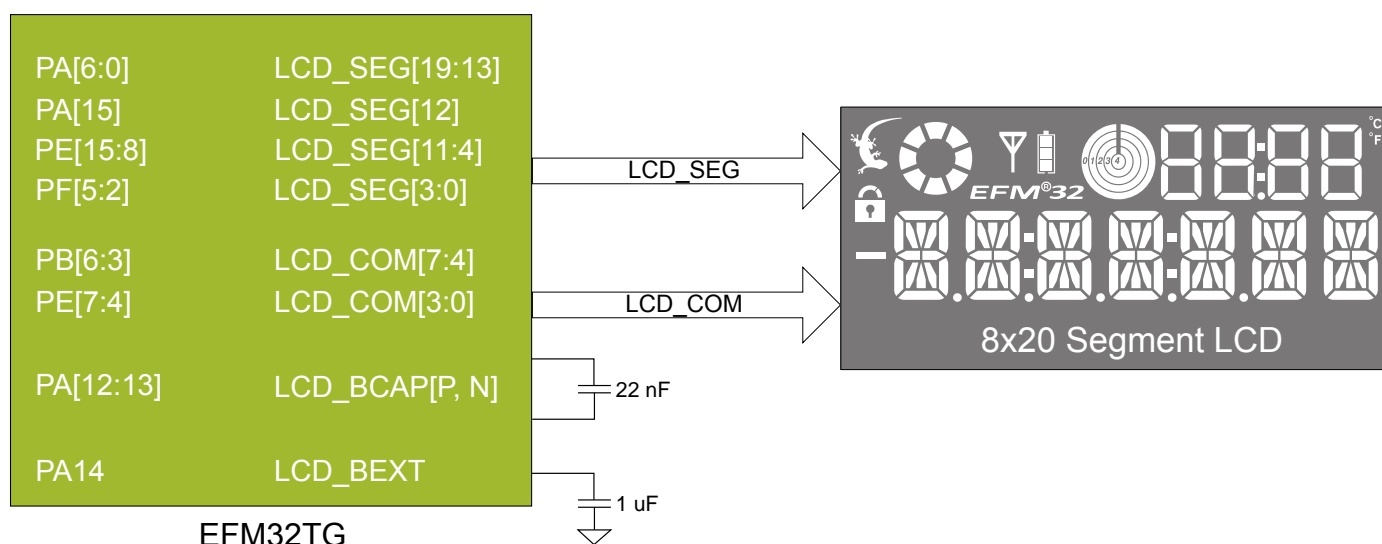 PA[6:0] LCD_SEG[19:13]
PA[15] LCD_SEG[12]
PE[15:8] LCD_SEG[11:4]
PF[5:2] LCD_SEG[3:0]
PB[6:3] LCD_COM[7:4]
PE[7:4] LCD_COM[3:0]
PA[12:13] LCD_BCAP[P, N]
PA14 LCD_BEXT
EFM32TG
LCD_SEG
LCD_COM
22 nF
1 uF
0 1 2 3 4
°C
°F
EFM®32
8x20 Segment LCD